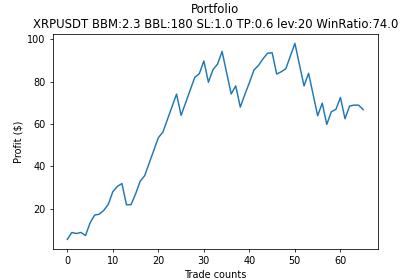 Portfolio
XRPUSDT BBM:2.3 BBL:180 SL:1.0 TP:0.6 lev:20 WinRatio:74.0
100
80
60
40
20
Profit ($)
0 10 20 30 40 50 60
Trade counts